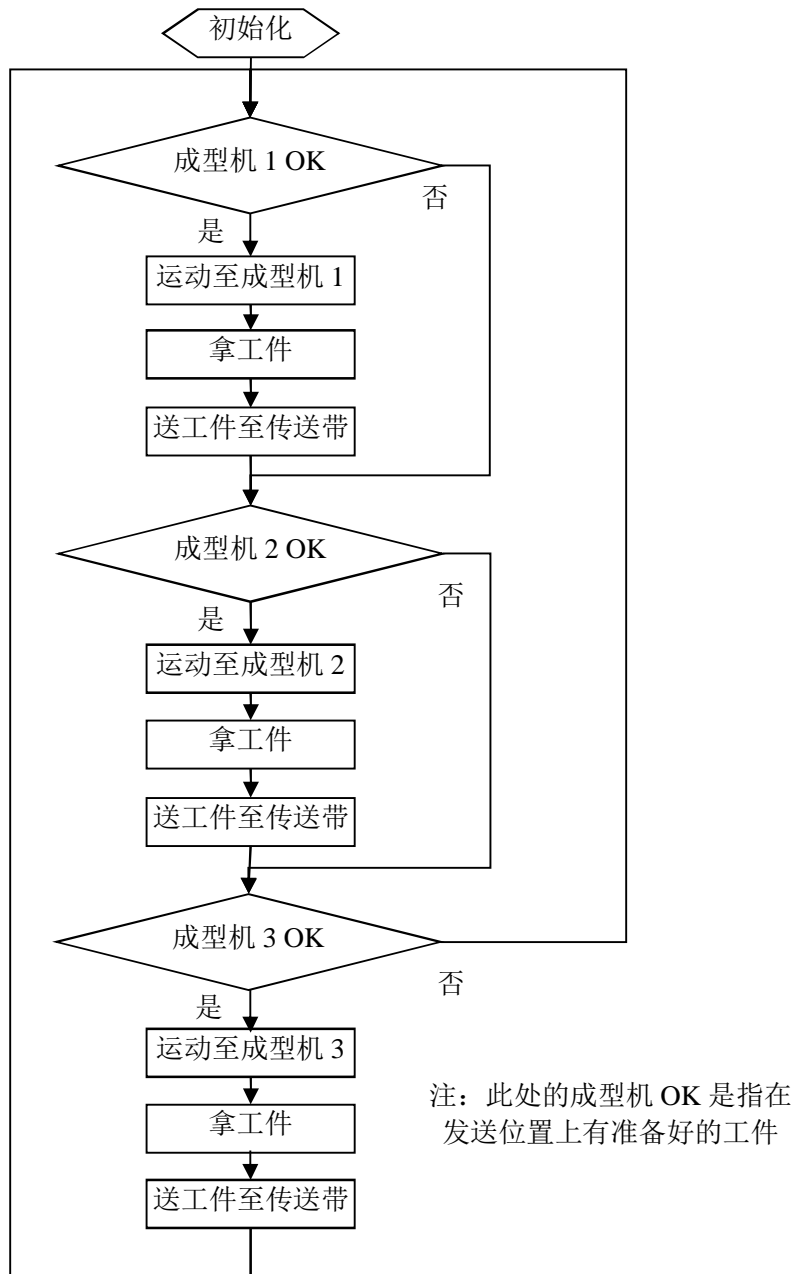 初始化
成型机 1 OK
否
是
运动至成型机 1
拿工件
送工件至传送带
成型机 2 OK
否
是
运动至成型机 2
拿工件
送工件至传送带
成型机 3 OK
否
是
运动至成型机 3
拿工件
送工件至传送带
注：此处的成型机 OK 是指在
发送位置上有准备好的工件